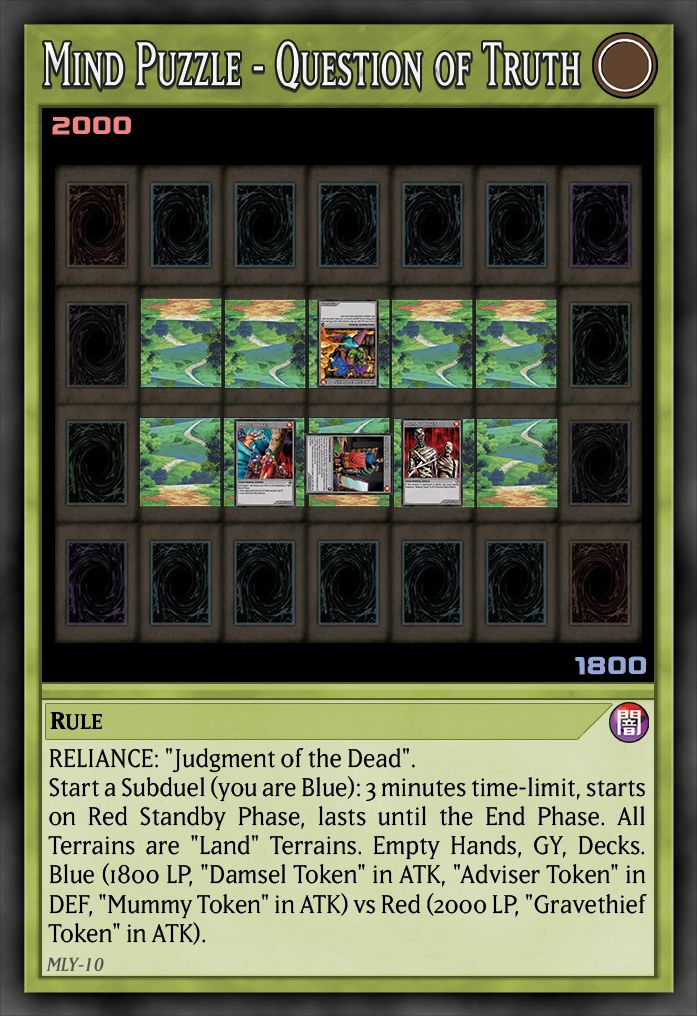 Mind Puzzle - Question of Truth
2000
1800
Rule
闇
RELIANCE: "Judgment of the Dead".
Start a Subduel (you are Blue): 3 minutes time-limit, starts
on Red Standby Phase, lasts until the End Phase. All
Terrains are "Land" Terrains. Empty Hands, GY, Decks.
Blue (1800 LP, "Damsel Token" in ATK, "Adviser Token" in
DEF, "Mummy Token" in ATK) vs Red (2000 LP, "Gravethief
Token" in ATK).
MLY-10